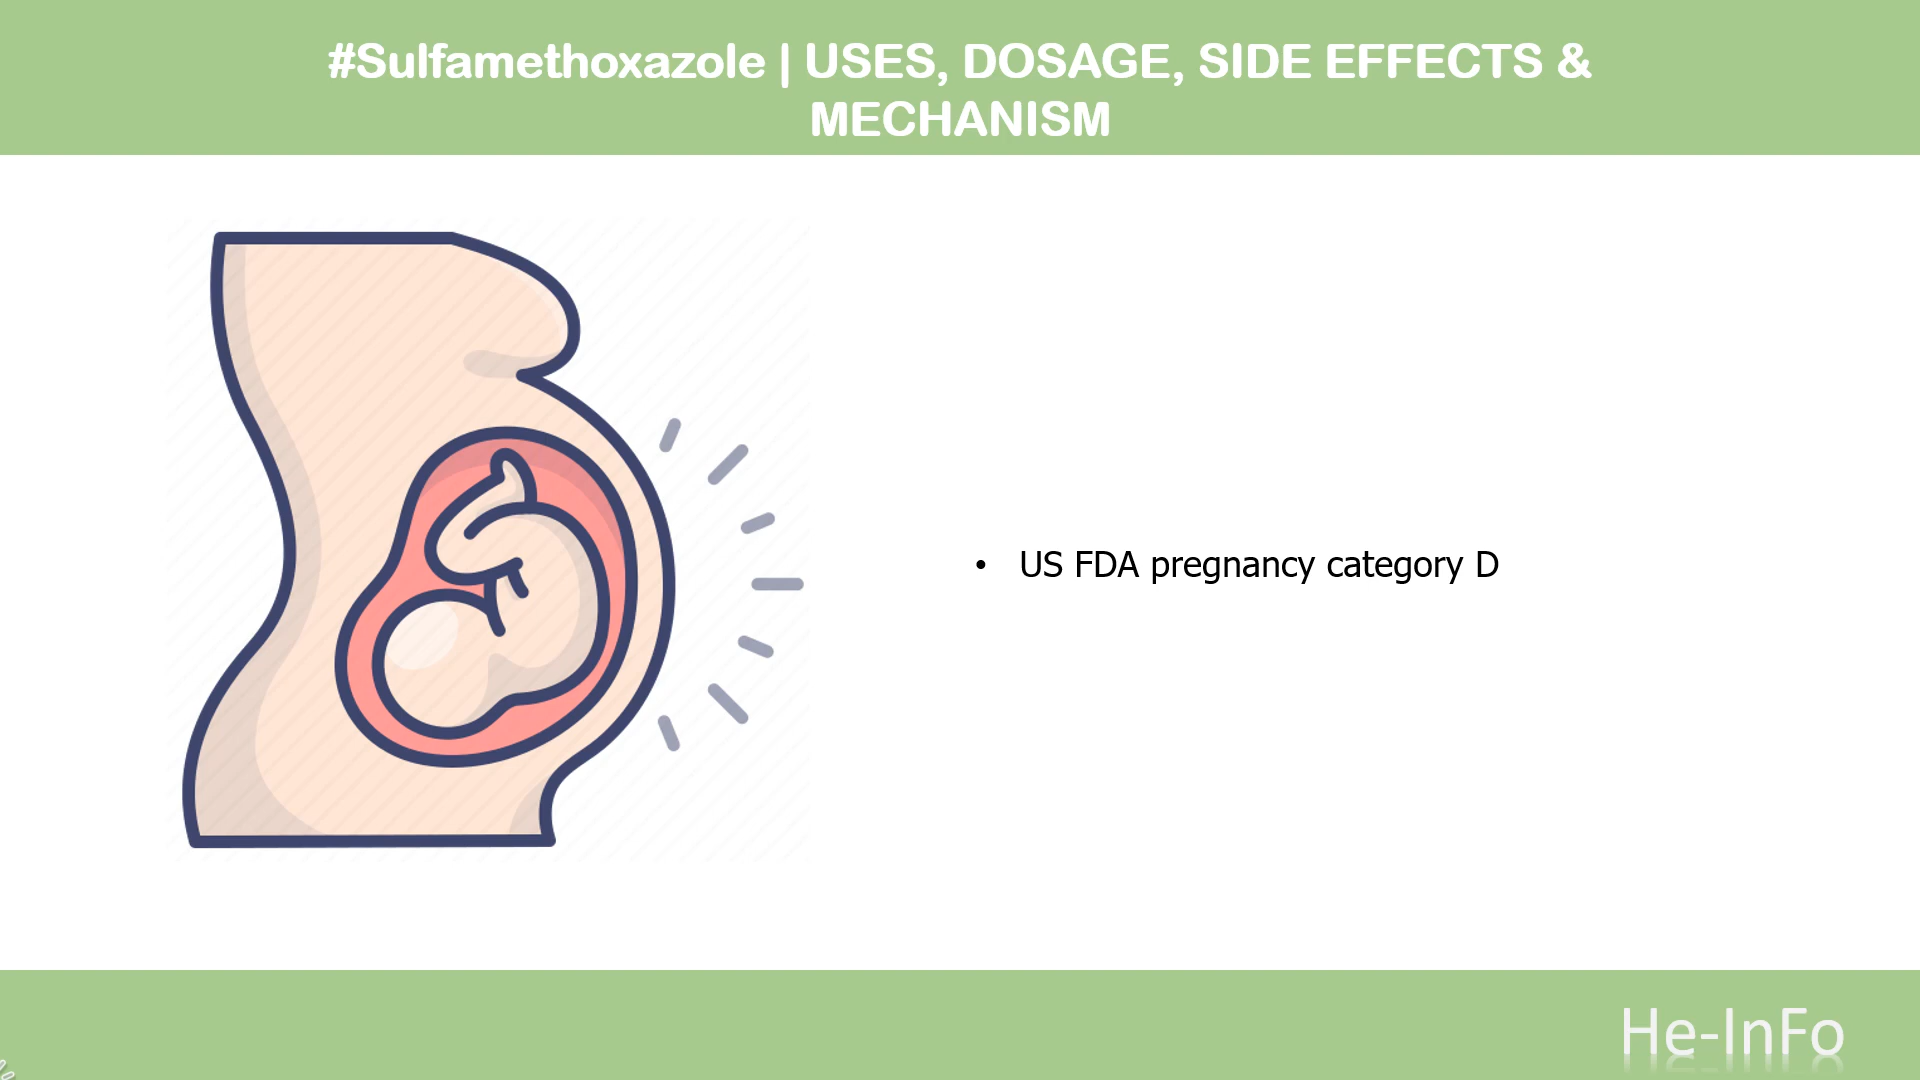 #Sulfamethoxazole | USES, DOSAGE, SIDE EFFECTS &
MECHANISM
• US FDA pregnancy category D
He-InFo